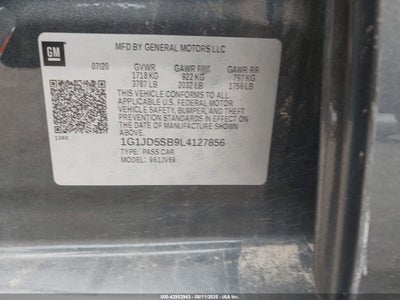 GM
MFD BY GENERAL MOTORS LLC
07/20 GVWR GAWR FRT GAWR RR
1718 KG 922 KG 797 KG
3787 LB 2032 LB 1756 LB
THIS VEHICLE CONFORMS TO ALL APPLICABLE U.S. FEDERAL MOTOR
VEHICLE SAFETY, BUMPER, AND THEFT
PREVENTION STANDARDS IN EFFECT ON
THE DATE OF MANUFACTURE SHOWN ABOVE.
1G1JD5SB9L4127856
TYPE: PASS CAR
MODEL: